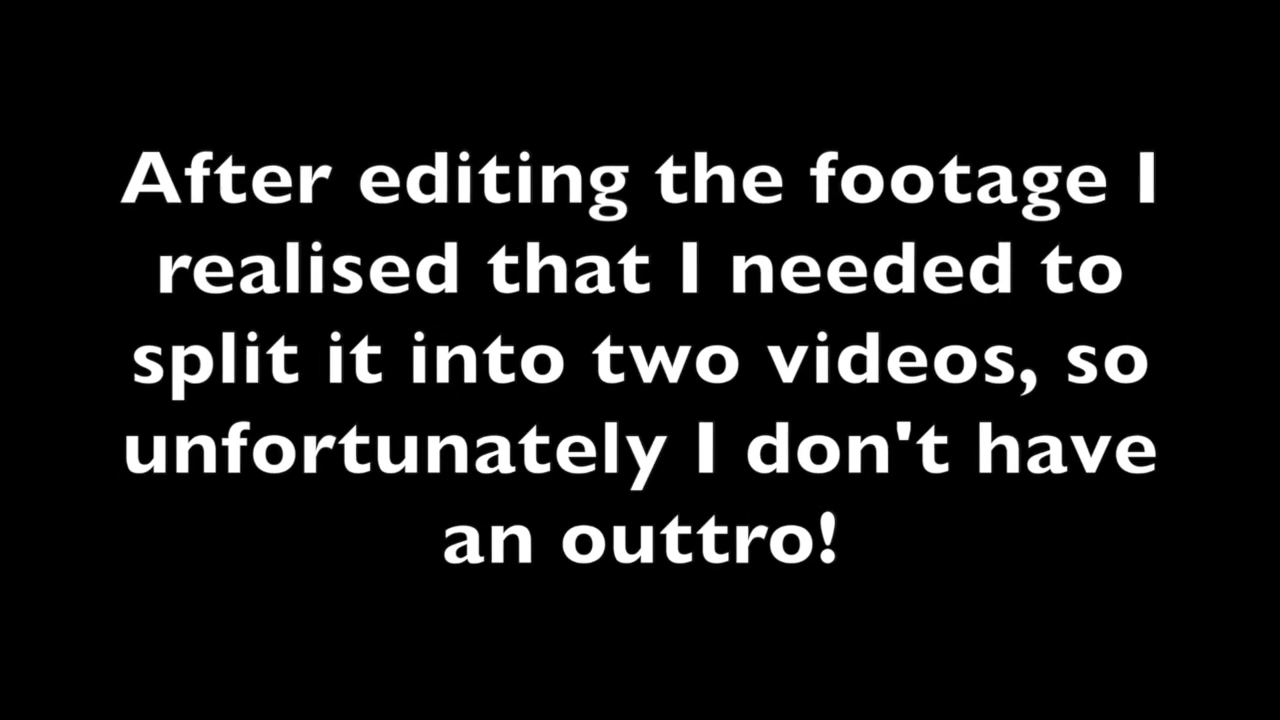 After editing the footage I
realised that I needed to
split it into two videos, so
unfortunately I don't have
an outtro!